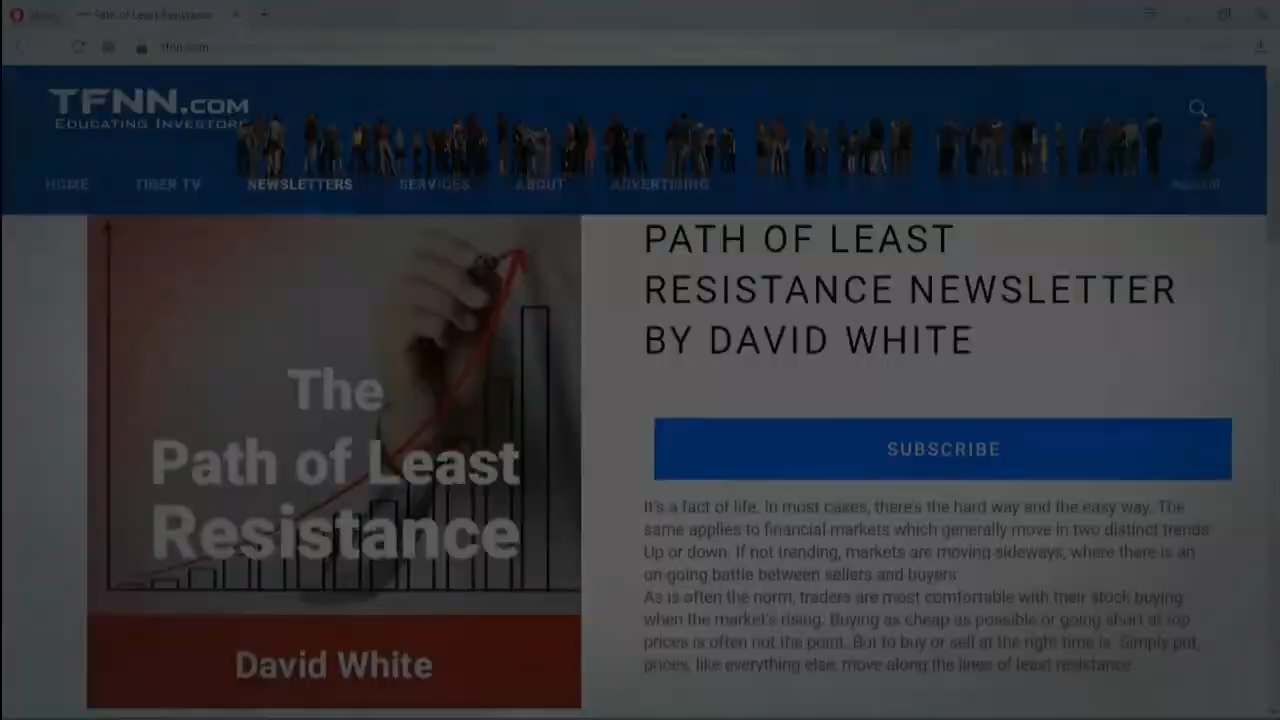 Path of Least Resistance
tfnn.com
TFNN.COM
EDUCATING INVESTORS
HOME
TIGER TV
NEWSLETTERS
SERVICES
ABOUT
ADVERTISING
The
Path of Least
Resistance
David White
PATH OF LEAST
RESISTANCE NEWSLETTER
BY DAVID WHITE
SUBSCRIBE
It's a fact of life. In most cases, there's the hard way and the easy way. The
same applies to financial markets which generally move in two distinct trends
Up or down. If not trending, markets are moving sideways, where there is an
on-going battle between sellers and buyers
As is often the norm, traders are most comfortable with their stock buying
when the market's rising. Buying as cheap as possible or going short at top
prices is often not the point. But to buy or sell at the right time is. Simply put,
prices, like everything else, move along the lines of least resistance.